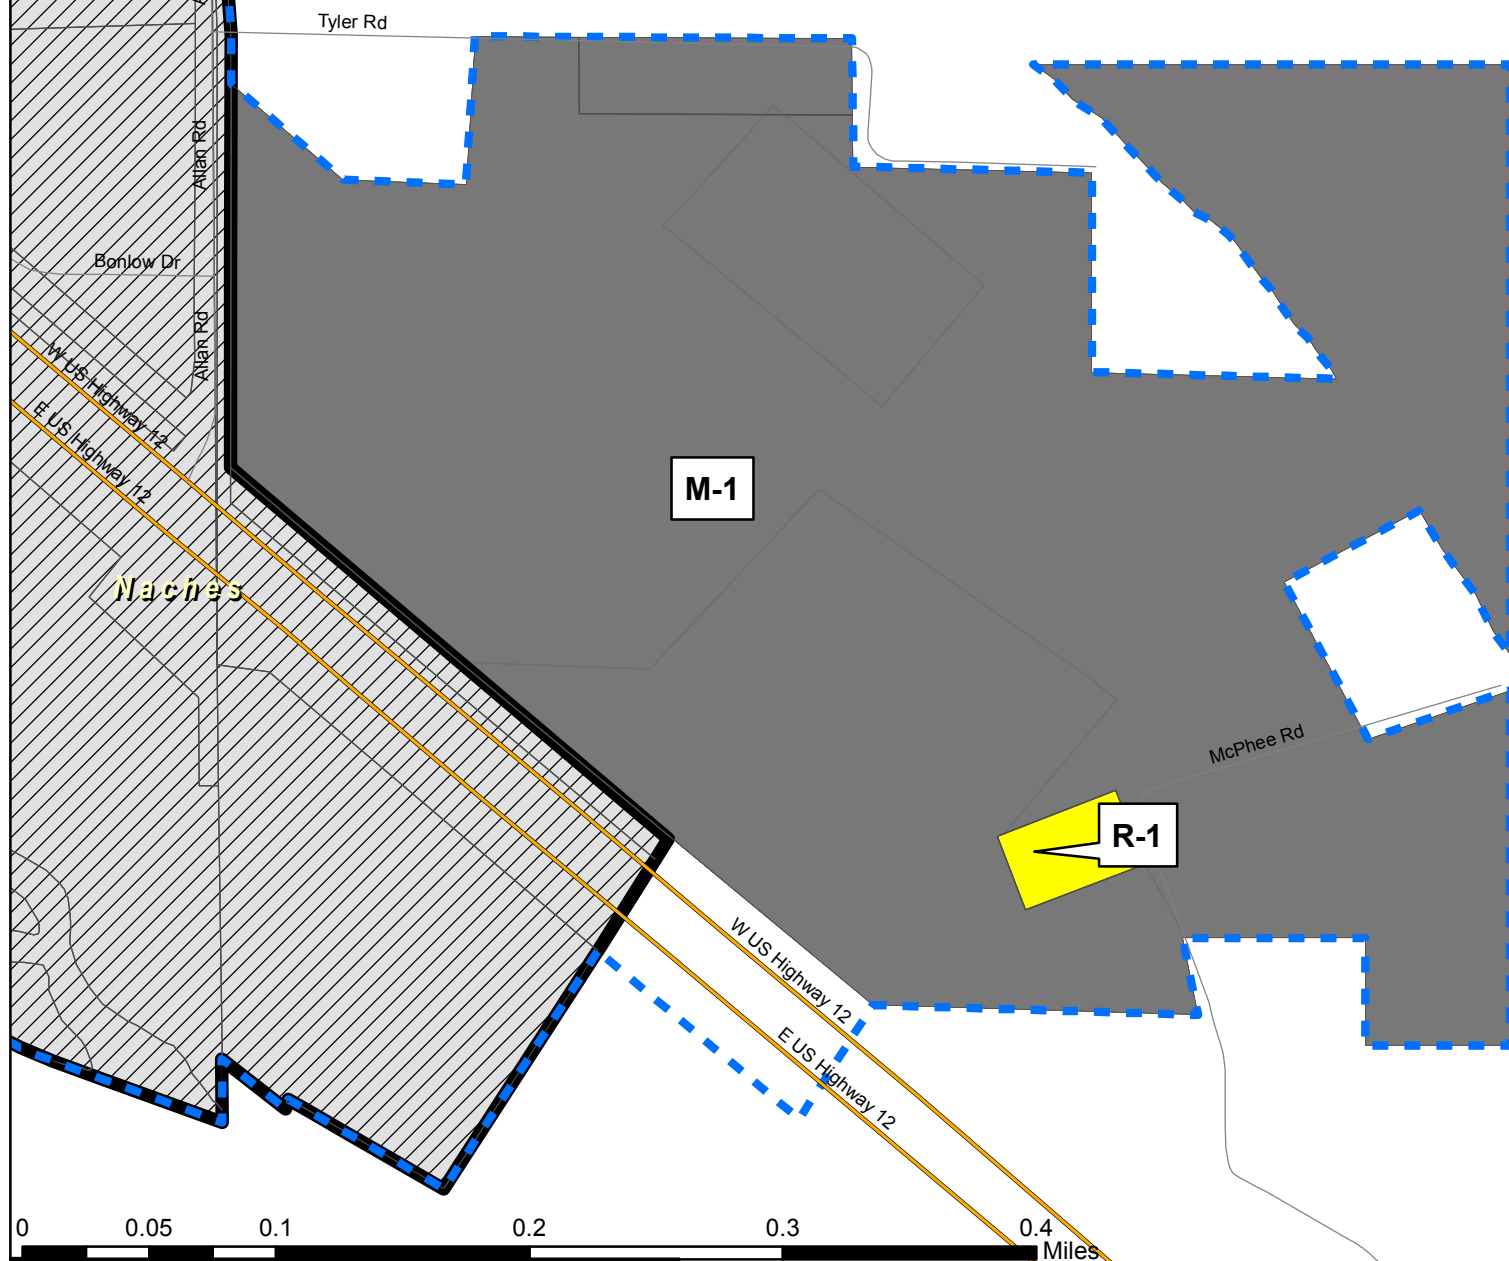 Tyler Rd
Allan Rd
Bonlow Dr
Allan Rd
W US Highway 12
E US Highway 12
M-1
Naches
McPhee Rd
R-1
W US Highway 12
E US Highway 12
0 0.05 0.1 0.2 0.3 0.4
Miles